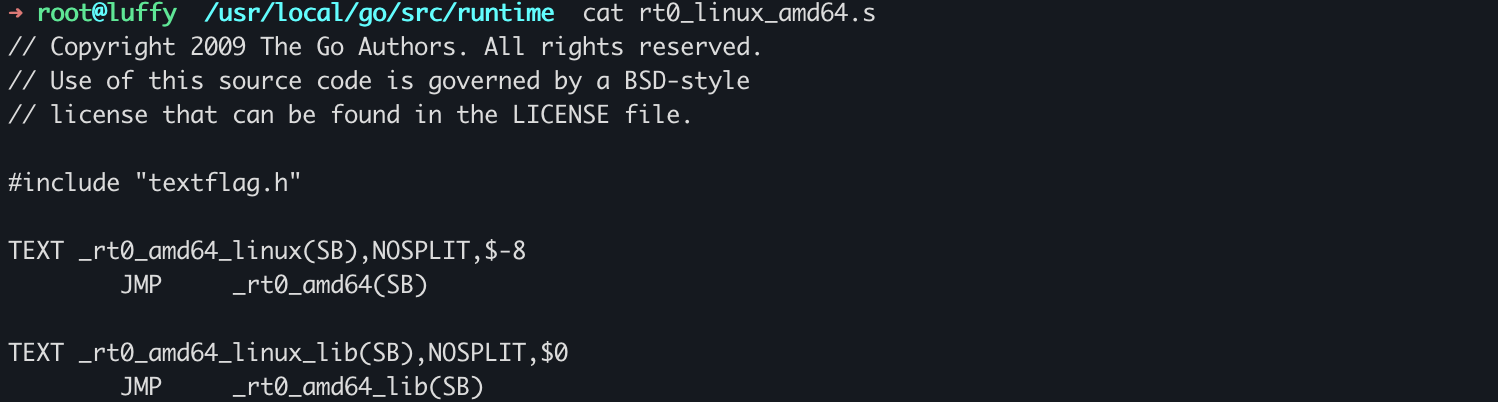 → root@luffy /usr/local/go/src/runtime cat rt0_linux_amd64.s
// Copyright 2009 The Go Authors. All rights reserved.
// Use of this source code is governed by a BSD-style
// license that can be found in the LICENSE file.
#include "textflag.h"
TEXT _rt0_amd64_linux(SB),NOSPLIT,$-8
JMP _rt0_amd64(SB)
TEXT _rt0_amd64_linux_lib(SB),NOSPLIT,$0
JMP _rt0_amd64_lib(SB)